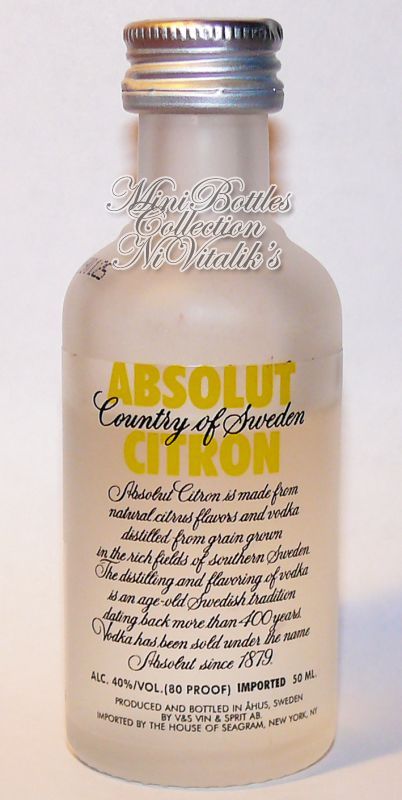 MiniBottles
Collection
NiVitalik's
ABSOLUT
Country of Sweden
CITRON
Absolut Citron is made from
natural citrus flavors and vodka
distilled from grain grown
in the rich fields of southern Sweden.
The distilling and flavoring of vodka
is an age-old Swedish tradition
dating back more than 400 years.
Vodka has been sold under the name
Absolut since 1879.
ALC. 40%/VOL.(80 PROOF) IMPORTED 50 ML.
PRODUCED AND BOTTLED IN ÅHUS, SWEDEN
BY V&S VIN & SPRIT AB.
IMPORTED BY THE HOUSE OF SEAGRAM, NEW YORK, NY